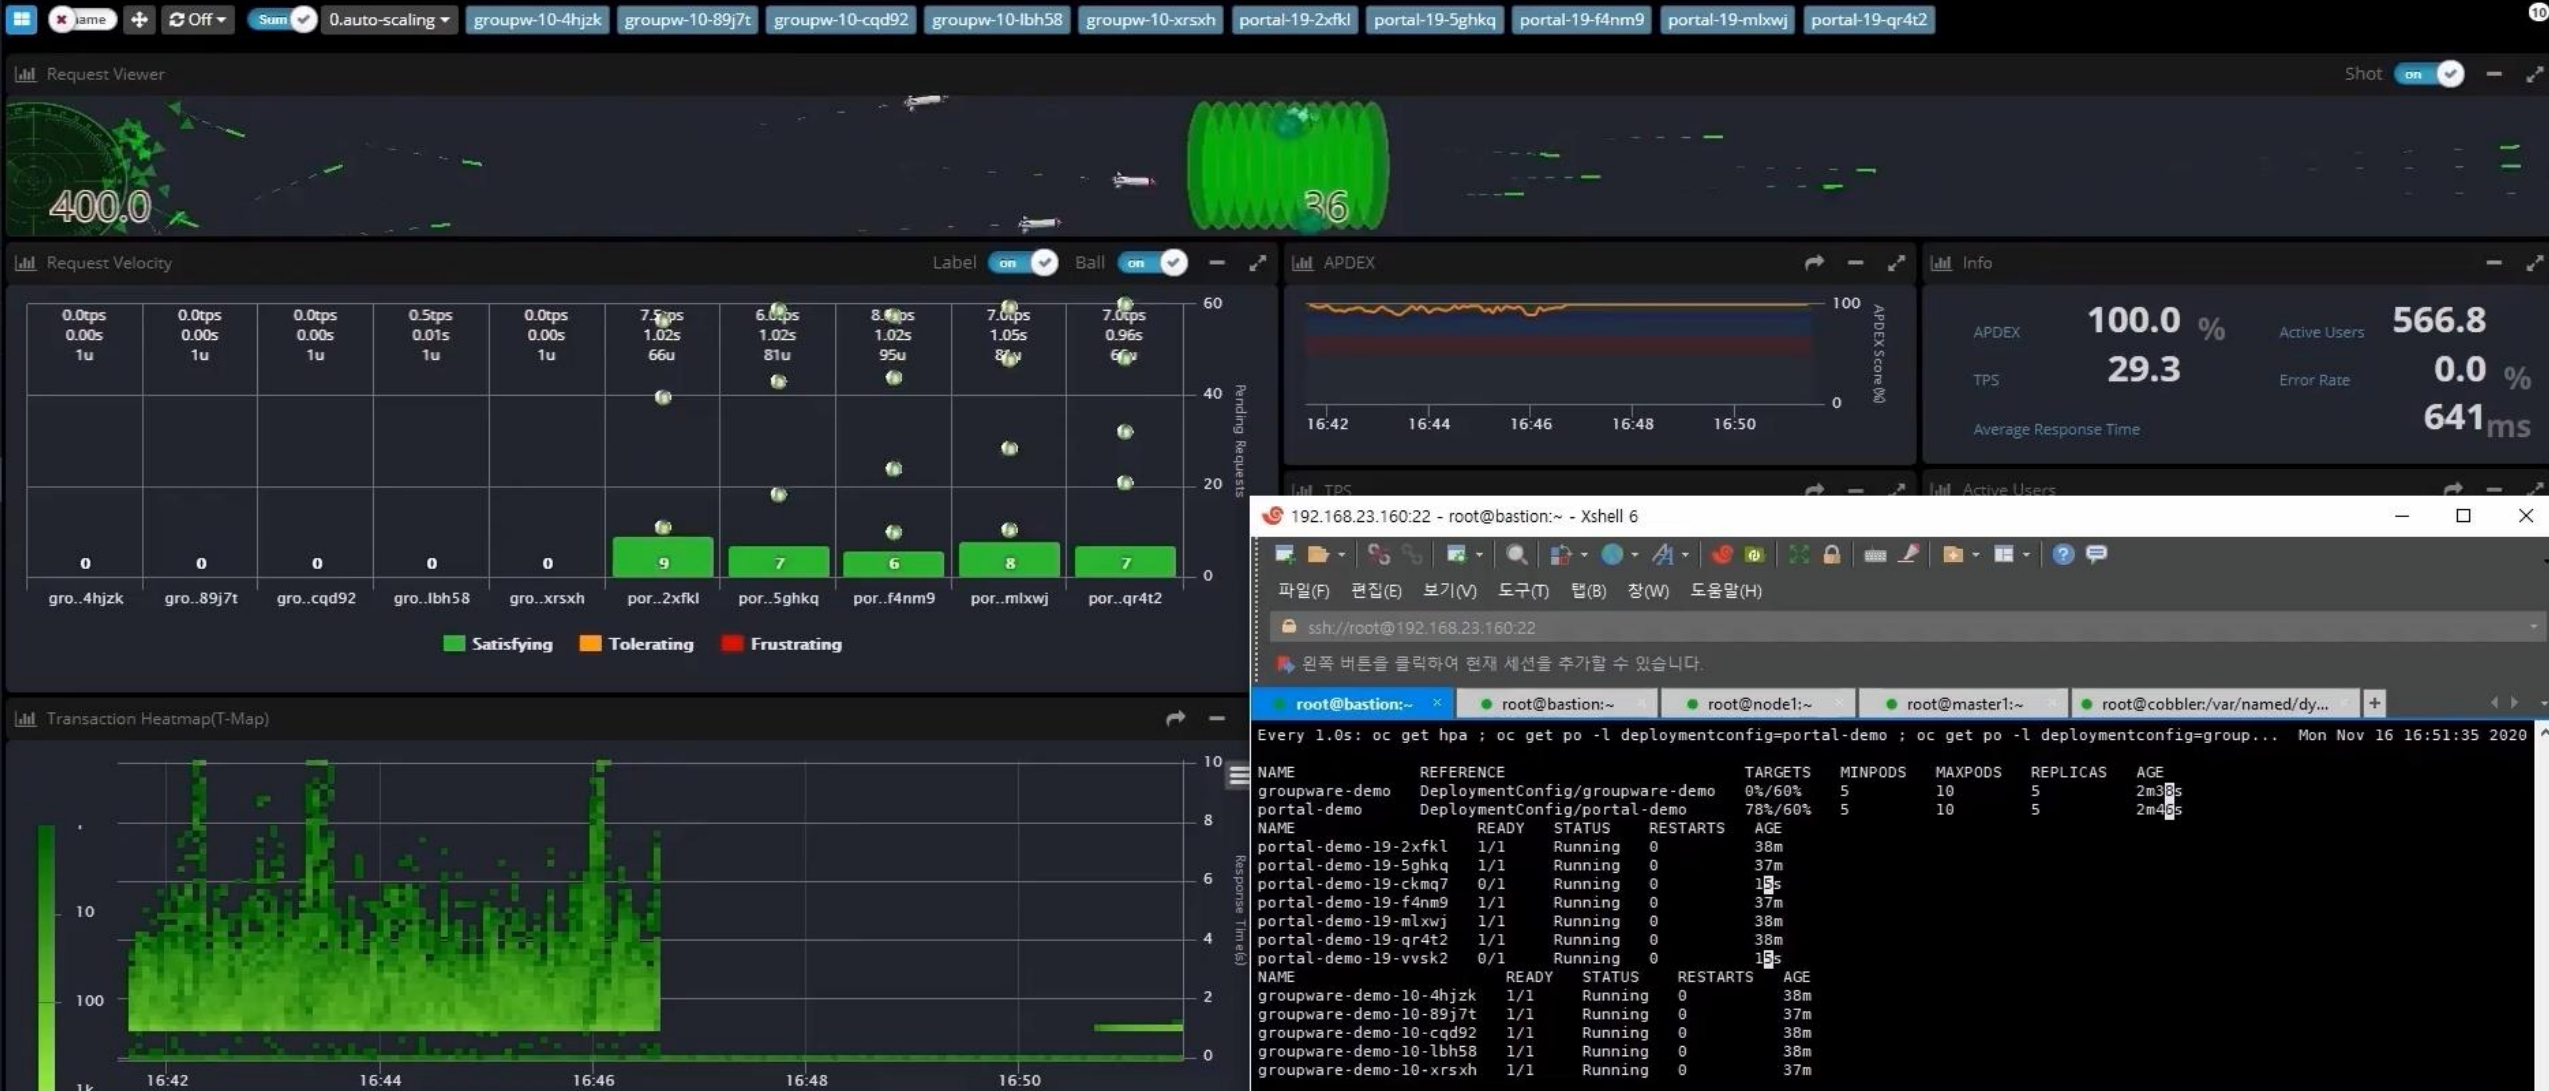 ame Off Sum 0.auto-scaling groupw-10-4hjzk groupw-10-89j7t groupw-10-cqd92 groupw-10-lbh58 groupw-10-xrsxh portal-19-2xfkl portal-19-5ghkq portal-19-f4nm9 portal-19-mlxwj portal-19-qr4t2 10
Request Viewer Shot on
400.0 36
Request Velocity Label on Ball on
0.0tps 0.0tps 0.0tps 0.5tps 0.0tps 7.0tps 60
0.00s 0.00s 0.00s 0.01s 0.00s 1.02s 1.02s 1.02s 1.05s 0.96s
1u 1u 1u 1u 1u 66u 81u 95u
40
Pending Requests
20
0 0 0 0 0 9 7 6 8 7 0
gro..4hjzk gro..89j7t gro..cqd92 gro..lbh58 gro..xrsxh por..2xfkl por..5ghkq por..f4nm9 por..mlxwj por..qr4t2
Satisfying Tolerating Frustrating
APDEX
100
APDEX Score (%)
0
16:42 16:44 16:46 16:48 16:50
Info
APDEX 100.0 % Active Users 566.8
TPS 29.3 Error Rate 0.0 %
Average Response Time 641ms
TPS Active Users
Transaction Heatmap(T-Map)
10
8
6
Response Time(s)
4
2
0
10
100
1k
16:42 16:44 16:46 16:48 16:50
192.168.23.160:22 - root@bastion:~ - Xshell 6
파일(F) 편집(E) 보기(V) 도구(T) 탭(B) 창(W) 도움말(H)
ssh://root@192.168.23.160:22
왼쪽 버튼을 클릭하여 현재 세션을 추가할 수 있습니다.
root@bastion:~ root@bastion:~ root@node1:~ root@master1:~ root@cobbler:/var/named/dy...
Every 1.0s: oc get hpa ; oc get po -l deploymentconfig=portal-demo ; oc get po -l deploymentconfig=group... Mon Nov 16 16:51:35 2020
NAME REFERENCE TARGETS MINPODS MAXPODS REPLICAS AGE
groupware-demo DeploymentConfig/groupware-demo 0%/60% 5 10 5 2m38s
portal-demo DeploymentConfig/portal-demo 78%/60% 5 10 5 2m46s
NAME READY STATUS RESTARTS AGE
portal-demo-19-2xfkl 1/1 Running 0 38m
portal-demo-19-5ghkq 1/1 Running 0 37m
portal-demo-19-ckmq7 0/1 Running 0 15s
portal-demo-19-f4nm9 1/1 Running 0 37m
portal-demo-19-mlxwj 1/1 Running 0 38m
portal-demo-19-qr4t2 1/1 Running 0 38m
portal-demo-19-vvsk2 0/1 Running 0 15s
NAME READY STATUS RESTARTS AGE
groupware-demo-10-4hjzk 1/1 Running 0 38m
groupware-demo-10-89j7t 1/1 Running 0 37m
groupware-demo-10-cqd92 1/1 Running 0 38m
groupware-demo-10-lbh58 1/1 Running 0 38m
groupware-demo-10-xrsxh 1/1 Running 0 37m